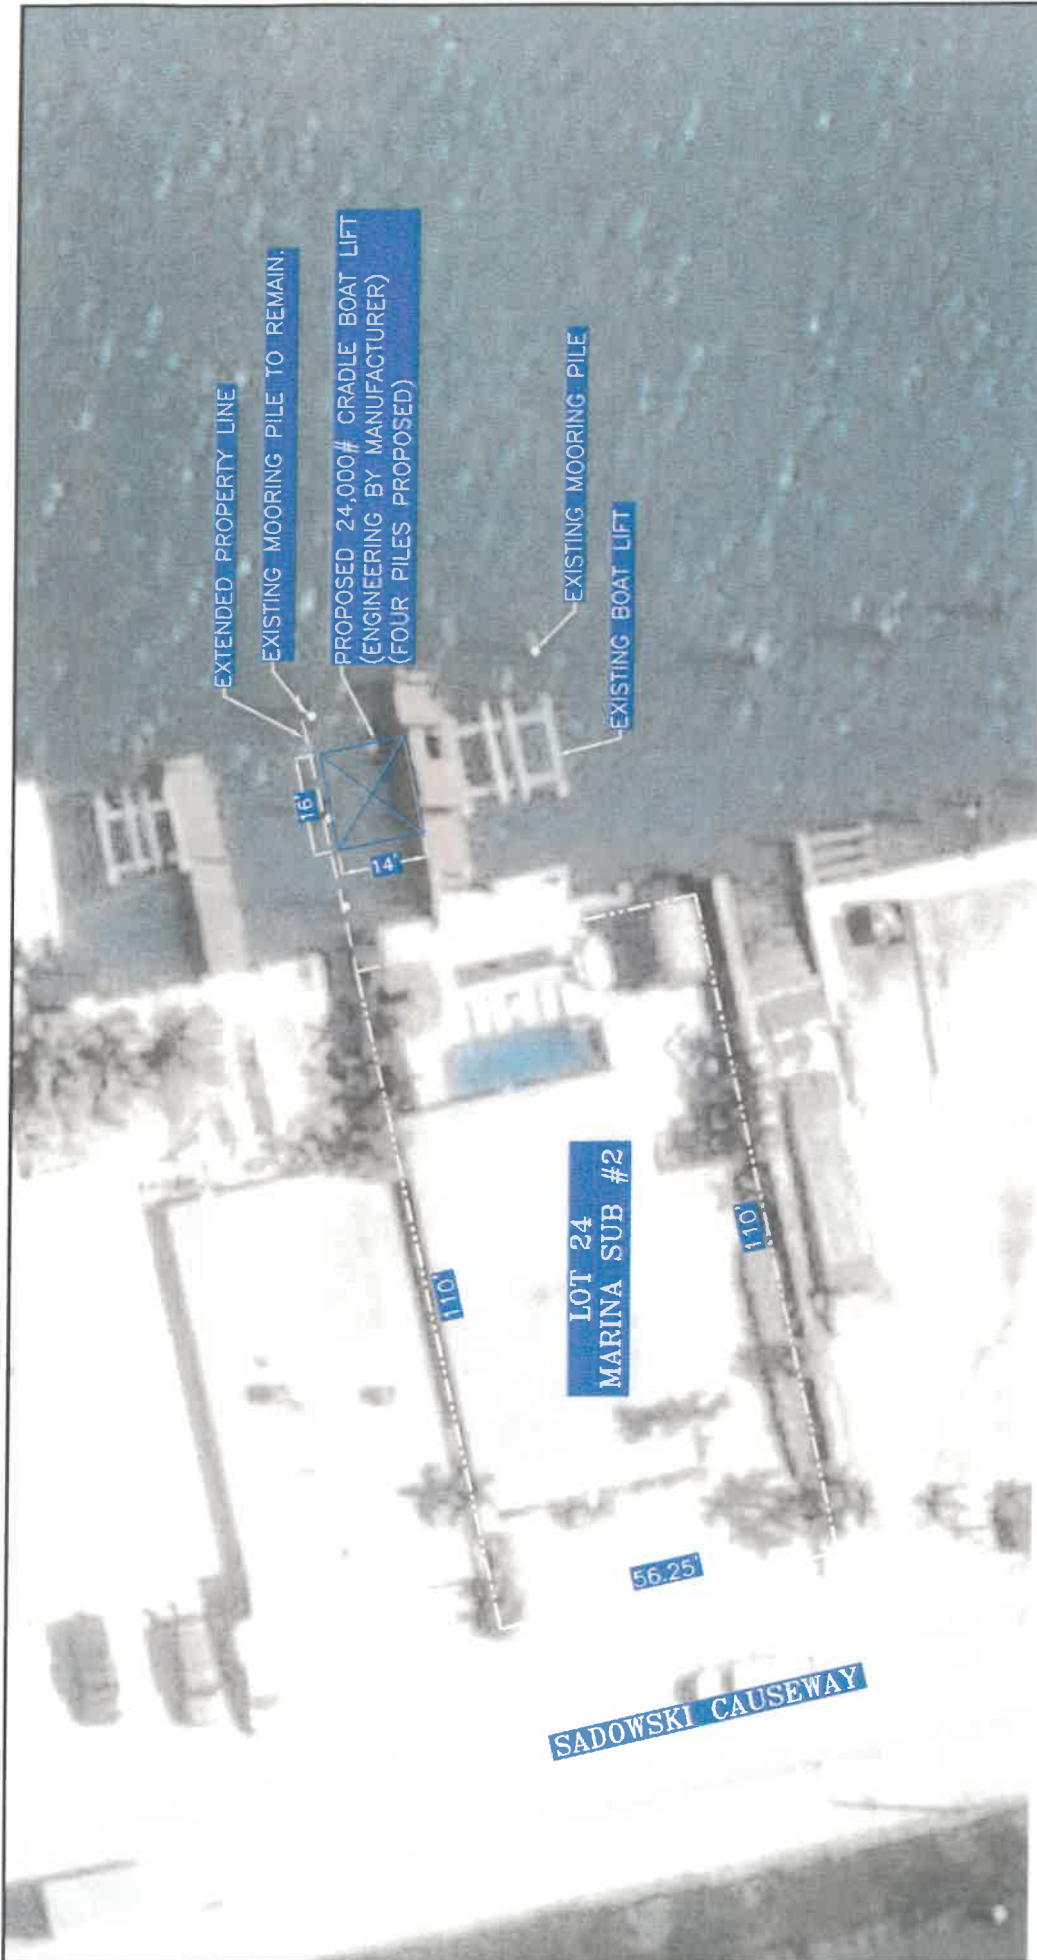 EXTENDED PROPERTY LINE
EXISTING MOORING PILE TO REMAIN.
PROPOSED 24,000# CRADLE BOAT LIFT
(ENGINEERING BY MANUFACTURER)
(FOUR PILES PROPOSED)
EXISTING MOORING PILE
EXISTING BOAT LIFT
16'
14'
110'
LOT 24
MARINA SUB #2
110'
56.25'
SADOWSKI CAUSEWAY